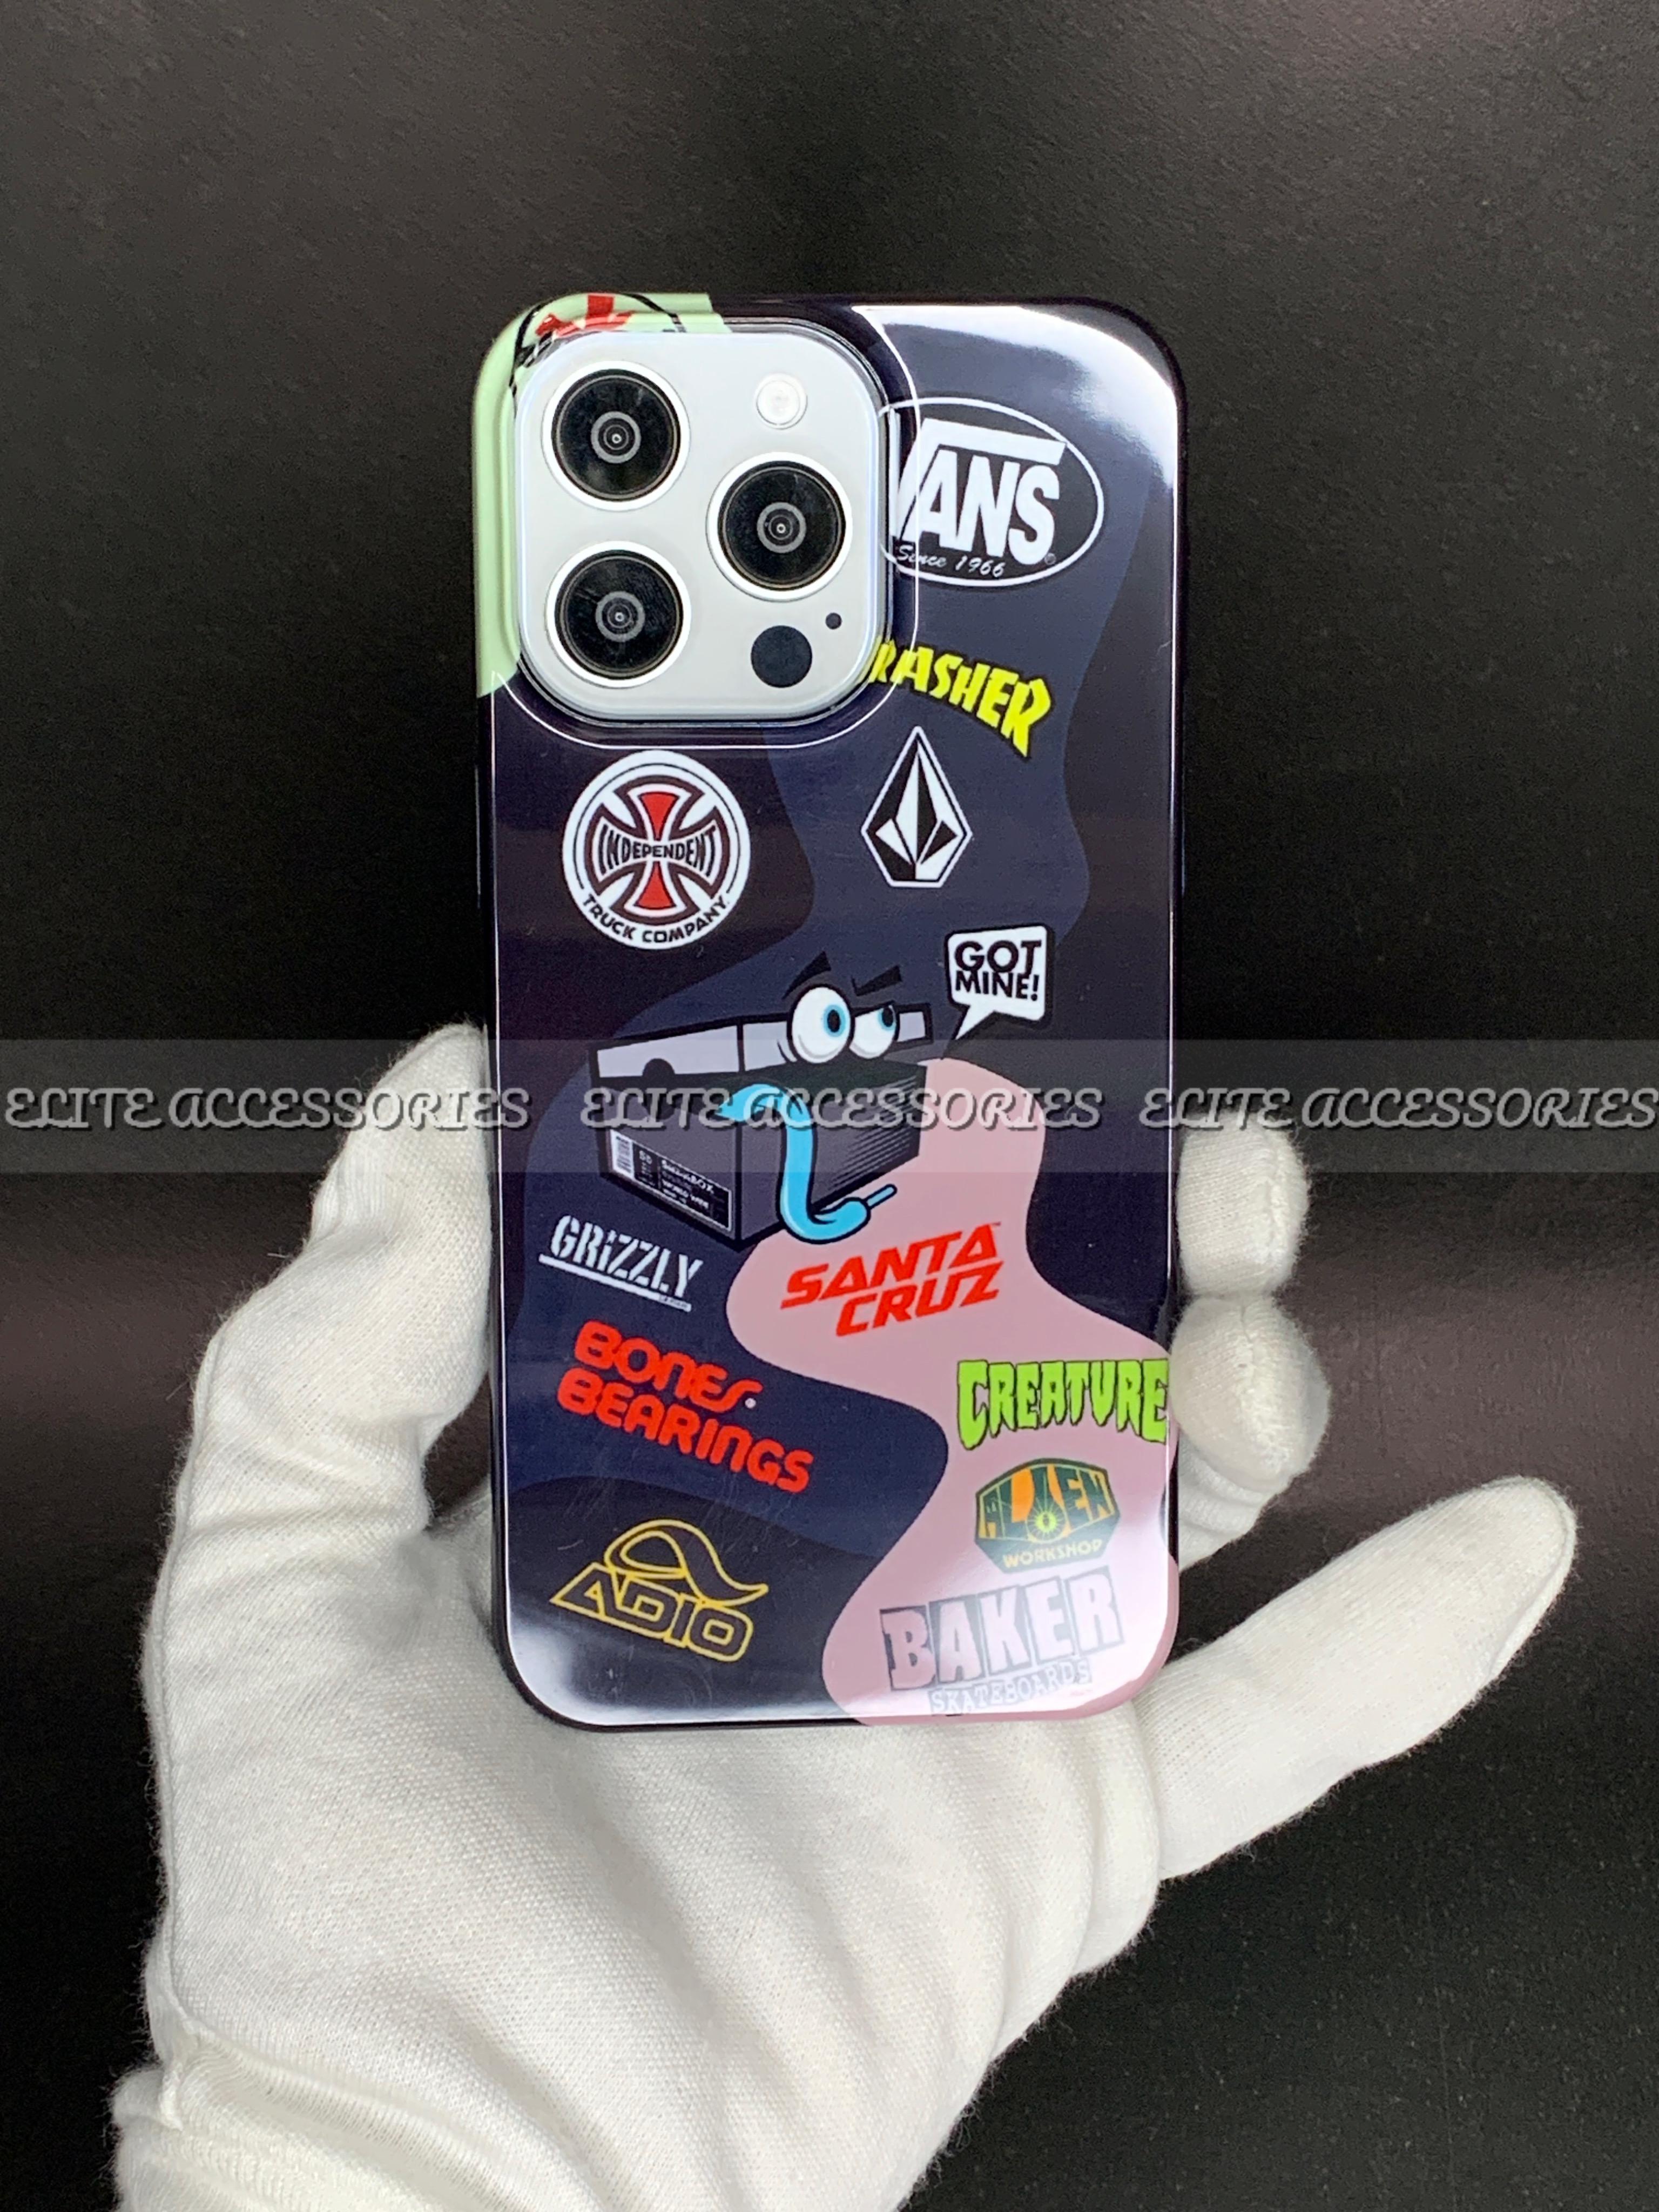 VANS
Since 1966
RASHER
INDEPENDENT
TRUCK COMPANY
GOT
MINE!
ELITE ACCESSORIES ELITE ACCESSORIES ELITE ACCESSORIES
GRiZZLY
SANTA
CRUZ
BONES
BEARINGS
CREATURE
ALIEN
WORKSHOP
ADIO
BAKER
SKATEBOARDS